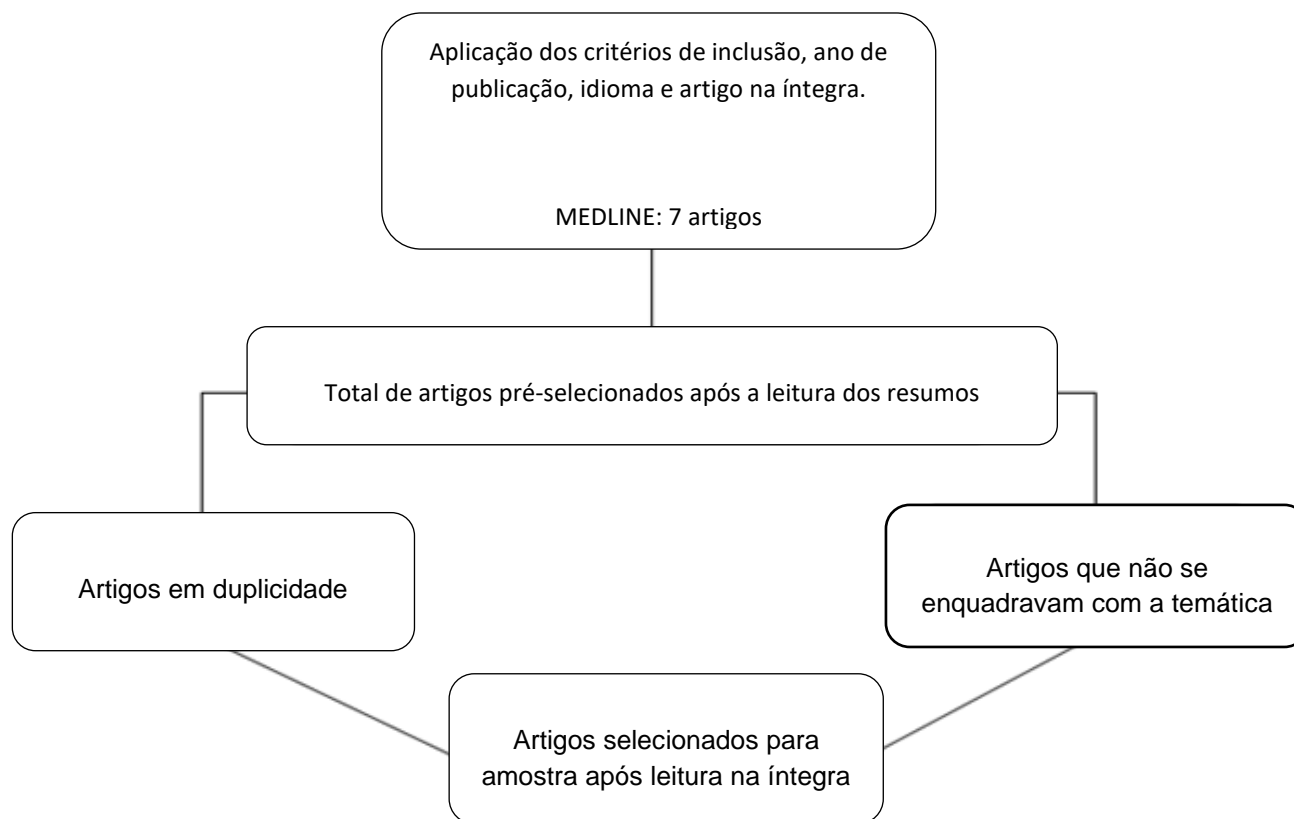 Aplicação dos critérios de inclusão, ano de
publicação, idioma e artigo na íntegra.
MEDLINE: 7 artigos
Total de artigos pré-selecionados após a leitura dos resumos
Artigos em duplicidade
Artigos que não se
enquadravam com a temática
Artigos selecionados para
amostra após leitura na íntegra